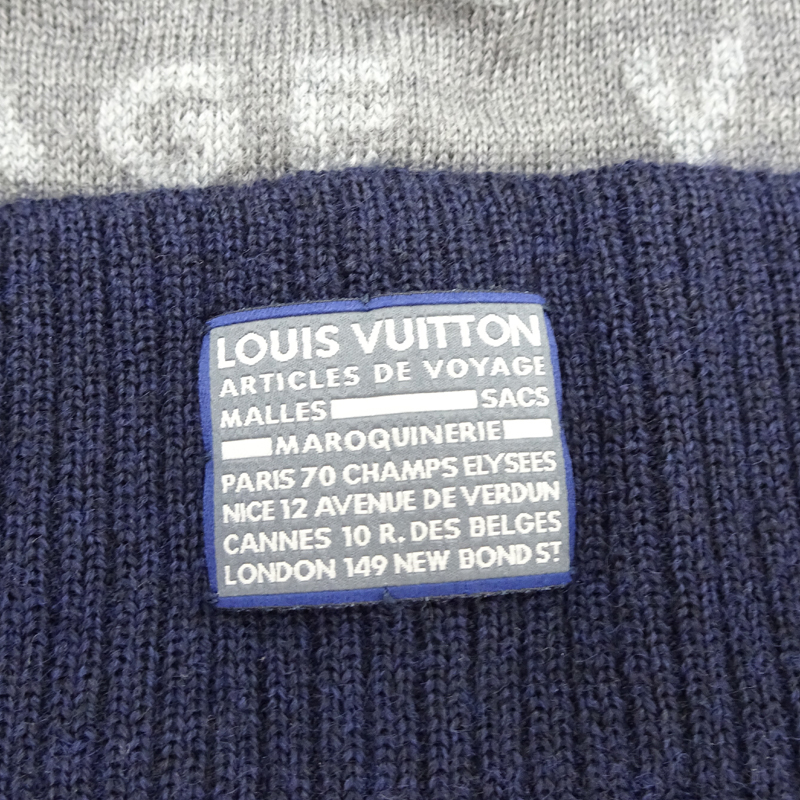 AGE V
LOUIS VUITTON
ARTICLES DE VOYAGE
MALLES SACS
MAROQUINERIE
PARIS 70 CHAMPS ELYSEES
NICE 12 AVENUE DE VERDUN
CANNES 10 R. DES BELGES
LONDON 149 NEW BOND ST